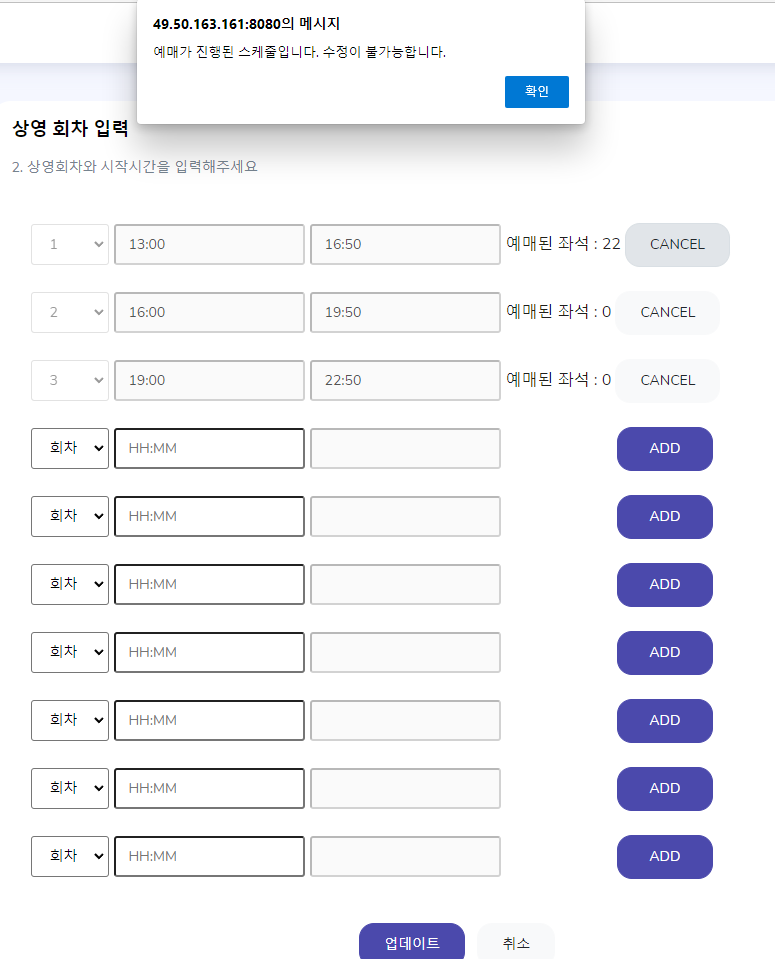 49.50.163.161:8080의 메시지
예매가 진행된 스케줄입니다. 수정이 불가능합니다.
확인
상영 회차 입력
2. 상영회차와 시작시간을 입력해주세요
1 13:00 16:50 예매된 좌석 : 22 CANCEL
2 16:00 19:50 예매된 좌석 : 0 CANCEL
3 19:00 22:50 예매된 좌석 : 0 CANCEL
회차 HH:MM ADD
회차 HH:MM ADD
회차 HH:MM ADD
회차 HH:MM ADD
회차 HH:MM ADD
회차 HH:MM ADD
회차 HH:MM ADD
업데이트 취소